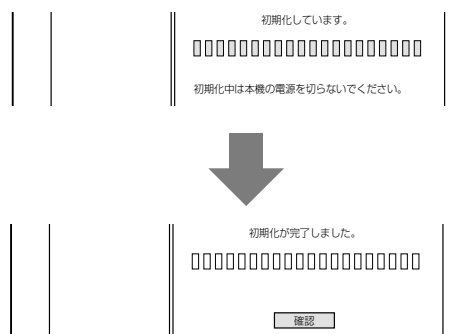 初期化しています。
初期化中は本機の電源を切らないでください。
初期化が完了しました。
確認